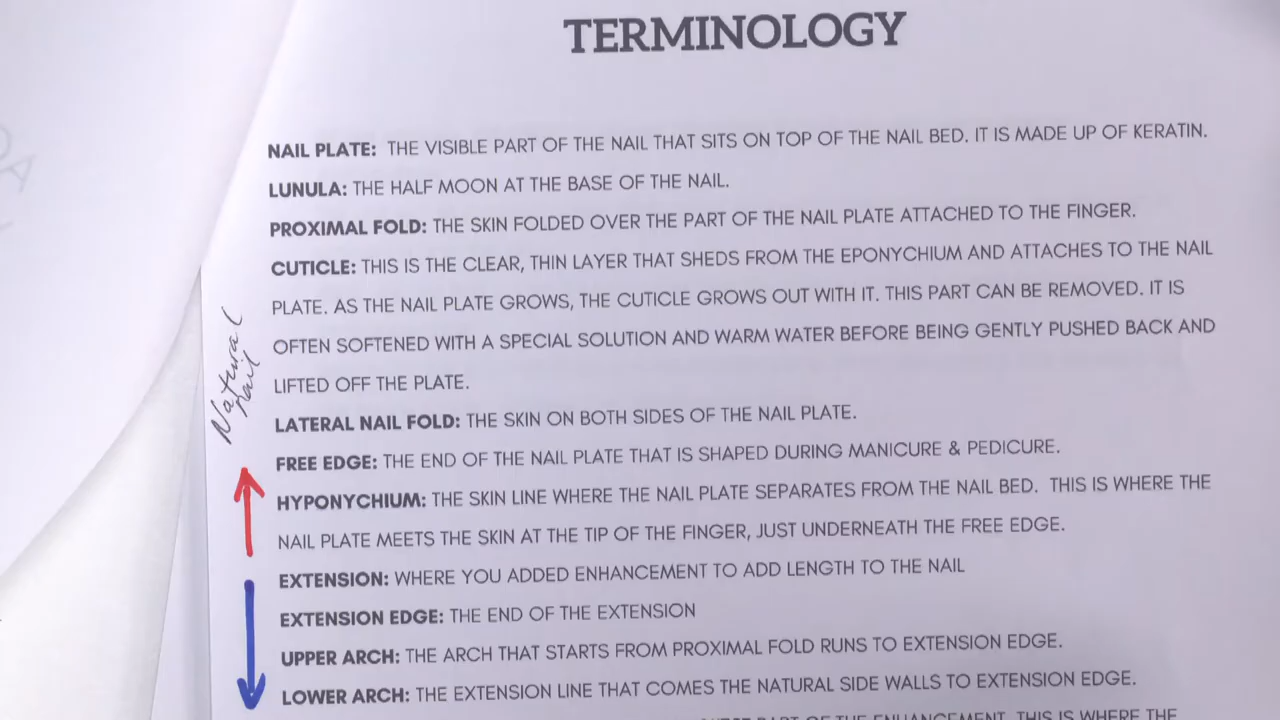 TERMINOLOGY
NAIL PLATE: THE VISIBLE PART OF THE NAIL THAT SITS ON TOP OF THE NAIL BED. IT IS MADE UP OF KERATIN.
LUNULA: THE HALF MOON AT THE BASE OF THE NAIL.
PROXIMAL FOLD: THE SKIN FOLDED OVER THE PART OF THE NAIL PLATE ATTACHED TO THE FINGER.
CUTICLE: THIS IS THE CLEAR, THIN LAYER THAT SHEDS FROM THE EPONYCHIUM AND ATTACHES TO THE NAIL
PLATE. AS THE NAIL PLATE GROWS, THE CUTICLE GROWS OUT WITH IT. THIS PART CAN BE REMOVED. IT IS
OFTEN SOFTENED WITH A SPECIAL SOLUTION AND WARM WATER BEFORE BEING GENTLY PUSHED BACK AND
LIFTED OFF THE PLATE.
LATERAL NAIL FOLD: THE SKIN ON BOTH SIDES OF THE NAIL PLATE.
FREE EDGE: THE END OF THE NAIL PLATE THAT IS SHAPED DURING MANICURE & PEDICURE.
HYPONYCHIUM: THE SKIN LINE WHERE THE NAIL PLATE SEPARATES FROM THE NAIL BED. THIS IS WHERE THE
NAIL PLATE MEETS THE SKIN AT THE TIP OF THE FINGER, JUST UNDERNEATH THE FREE EDGE.
EXTENSION: WHERE YOU ADDED ENHANCEMENT TO ADD LENGTH TO THE NAIL
EXTENSION EDGE: THE END OF THE EXTENSION
UPPER ARCH: THE ARCH THAT STARTS FROM PROXIMAL FOLD RUNS TO EXTENSION EDGE.
LOWER ARCH: THE EXTENSION LINE THAT COMES THE NATURAL SIDE WALLS TO EXTENSION EDGE.
PART OF THE ENHANCEMENT. THIS IS WHERE THE
Natural
nail